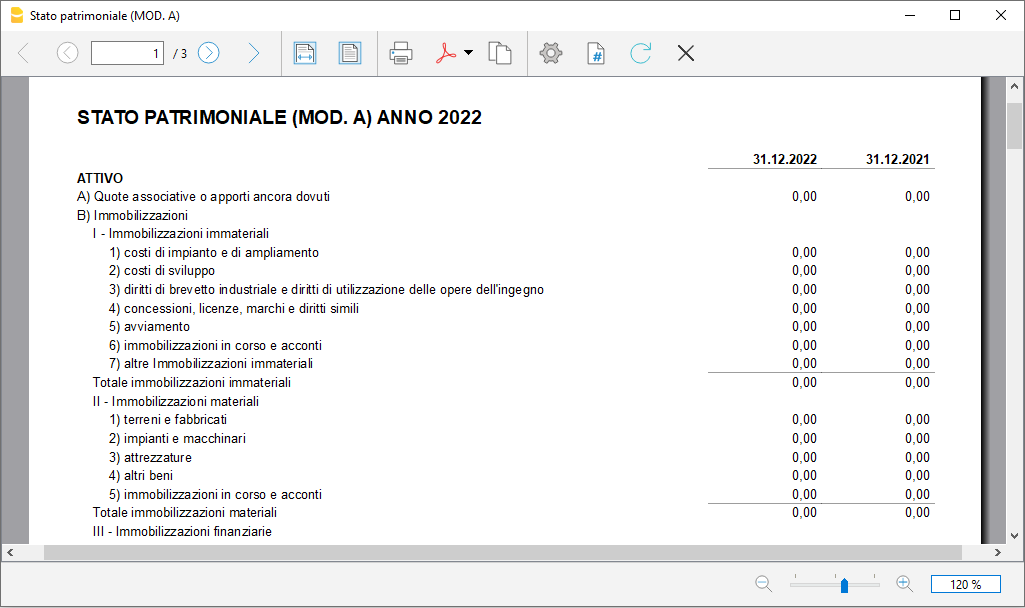 Stato patrimoniale (MOD. A)
1 / 3
#
STATO PATRIMONIALE (MOD. A) ANNO 2022
31.12.2022 31.12.2021
ATTIVO
A) Quote associative o apporti ancora dovuti 0,00 0,00
B) Immobilizzazioni
I - Immobilizzazioni immateriali
1) costi di impianto e di ampliamento 0,00 0,00
2) costi di sviluppo 0,00 0,00
3) diritti di brevetto industriale e diritti di utilizzazione delle opere dell'ingegno 0,00 0,00
4) concessioni, licenze, marchi e diritti simili 0,00 0,00
5) avviamento 0,00 0,00
6) immobilizzazioni in corso e acconti 0,00 0,00
7) altre Immobilizzazioni immateriali 0,00 0,00
Totale immobilizzazioni immateriali 0,00 0,00
II - Immobilizzazioni materiali
1) terreni e fabbricati 0,00 0,00
2) impianti e macchinari 0,00 0,00
3) attrezzature 0,00 0,00
4) altri beni 0,00 0,00
5) immobilizzazioni in corso e acconti 0,00 0,00
Totale immobilizzazioni materiali 0,00 0,00
III - Immobilizzazioni finanziarie
120 %